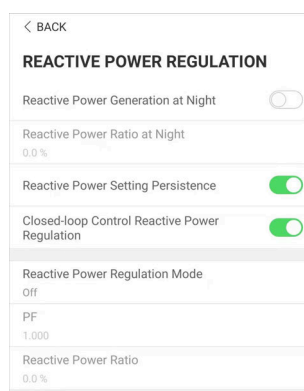 < BACK
REACTIVE POWER REGULATION
Reactive Power Generation at Night
Reactive Power Ratio at Night
0.0 %
Reactive Power Setting Persistence
Closed-loop Control Reactive Power
Regulation
Reactive Power Regulation Mode
Off
PF
1.000
Reactive Power Ratio
0.0 %